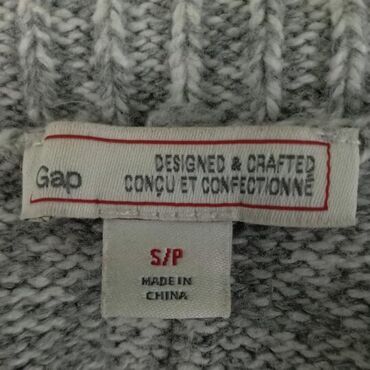 Gap
DESIGNED & CRAFTED
CONÇU ET CONFECTIONNÉ
S/P
MADE IN
CHINA